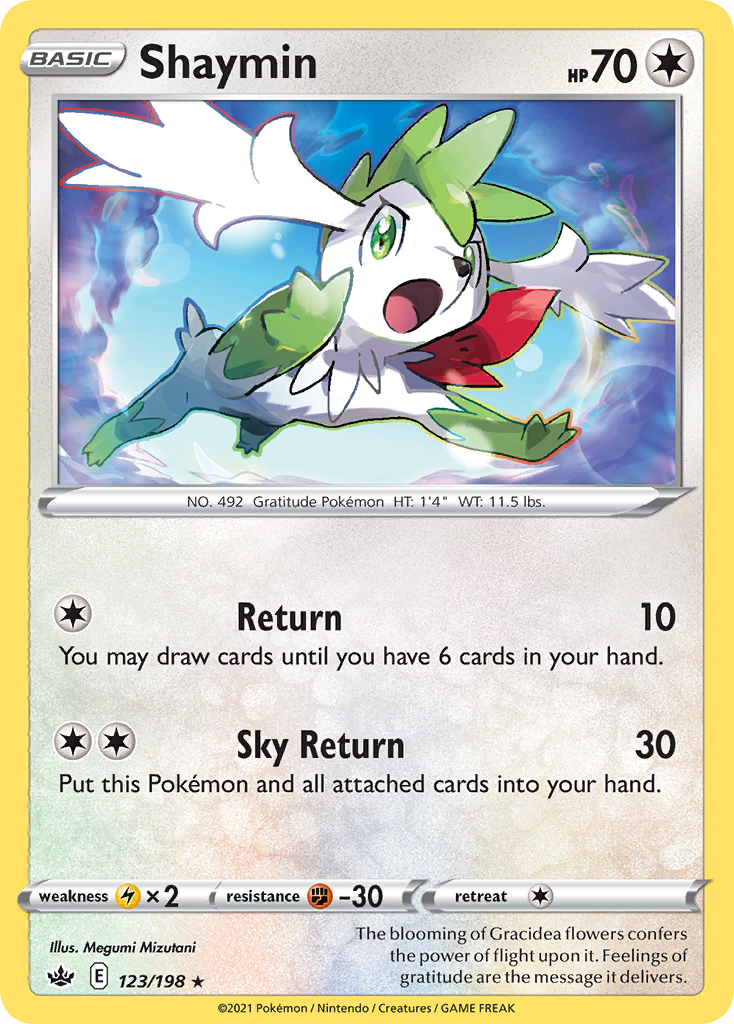 BASIC Shaymin HP 70
NO. 492 Gratitude Pokémon HT: 1'4" WT: 11.5 lbs.
Return 10
You may draw cards until you have 6 cards in your hand.
Sky Return 30
Put this Pokémon and all attached cards into your hand.
weakness ×2 resistance -30 retreat
Illus. Megumi Mizutani
The blooming of Gracidea flowers confers
the power of flight upon it. Feelings of
gratitude are the message it delivers.
E 123/198 ★
©2021 Pokémon / Nintendo / Creatures / GAME FREAK